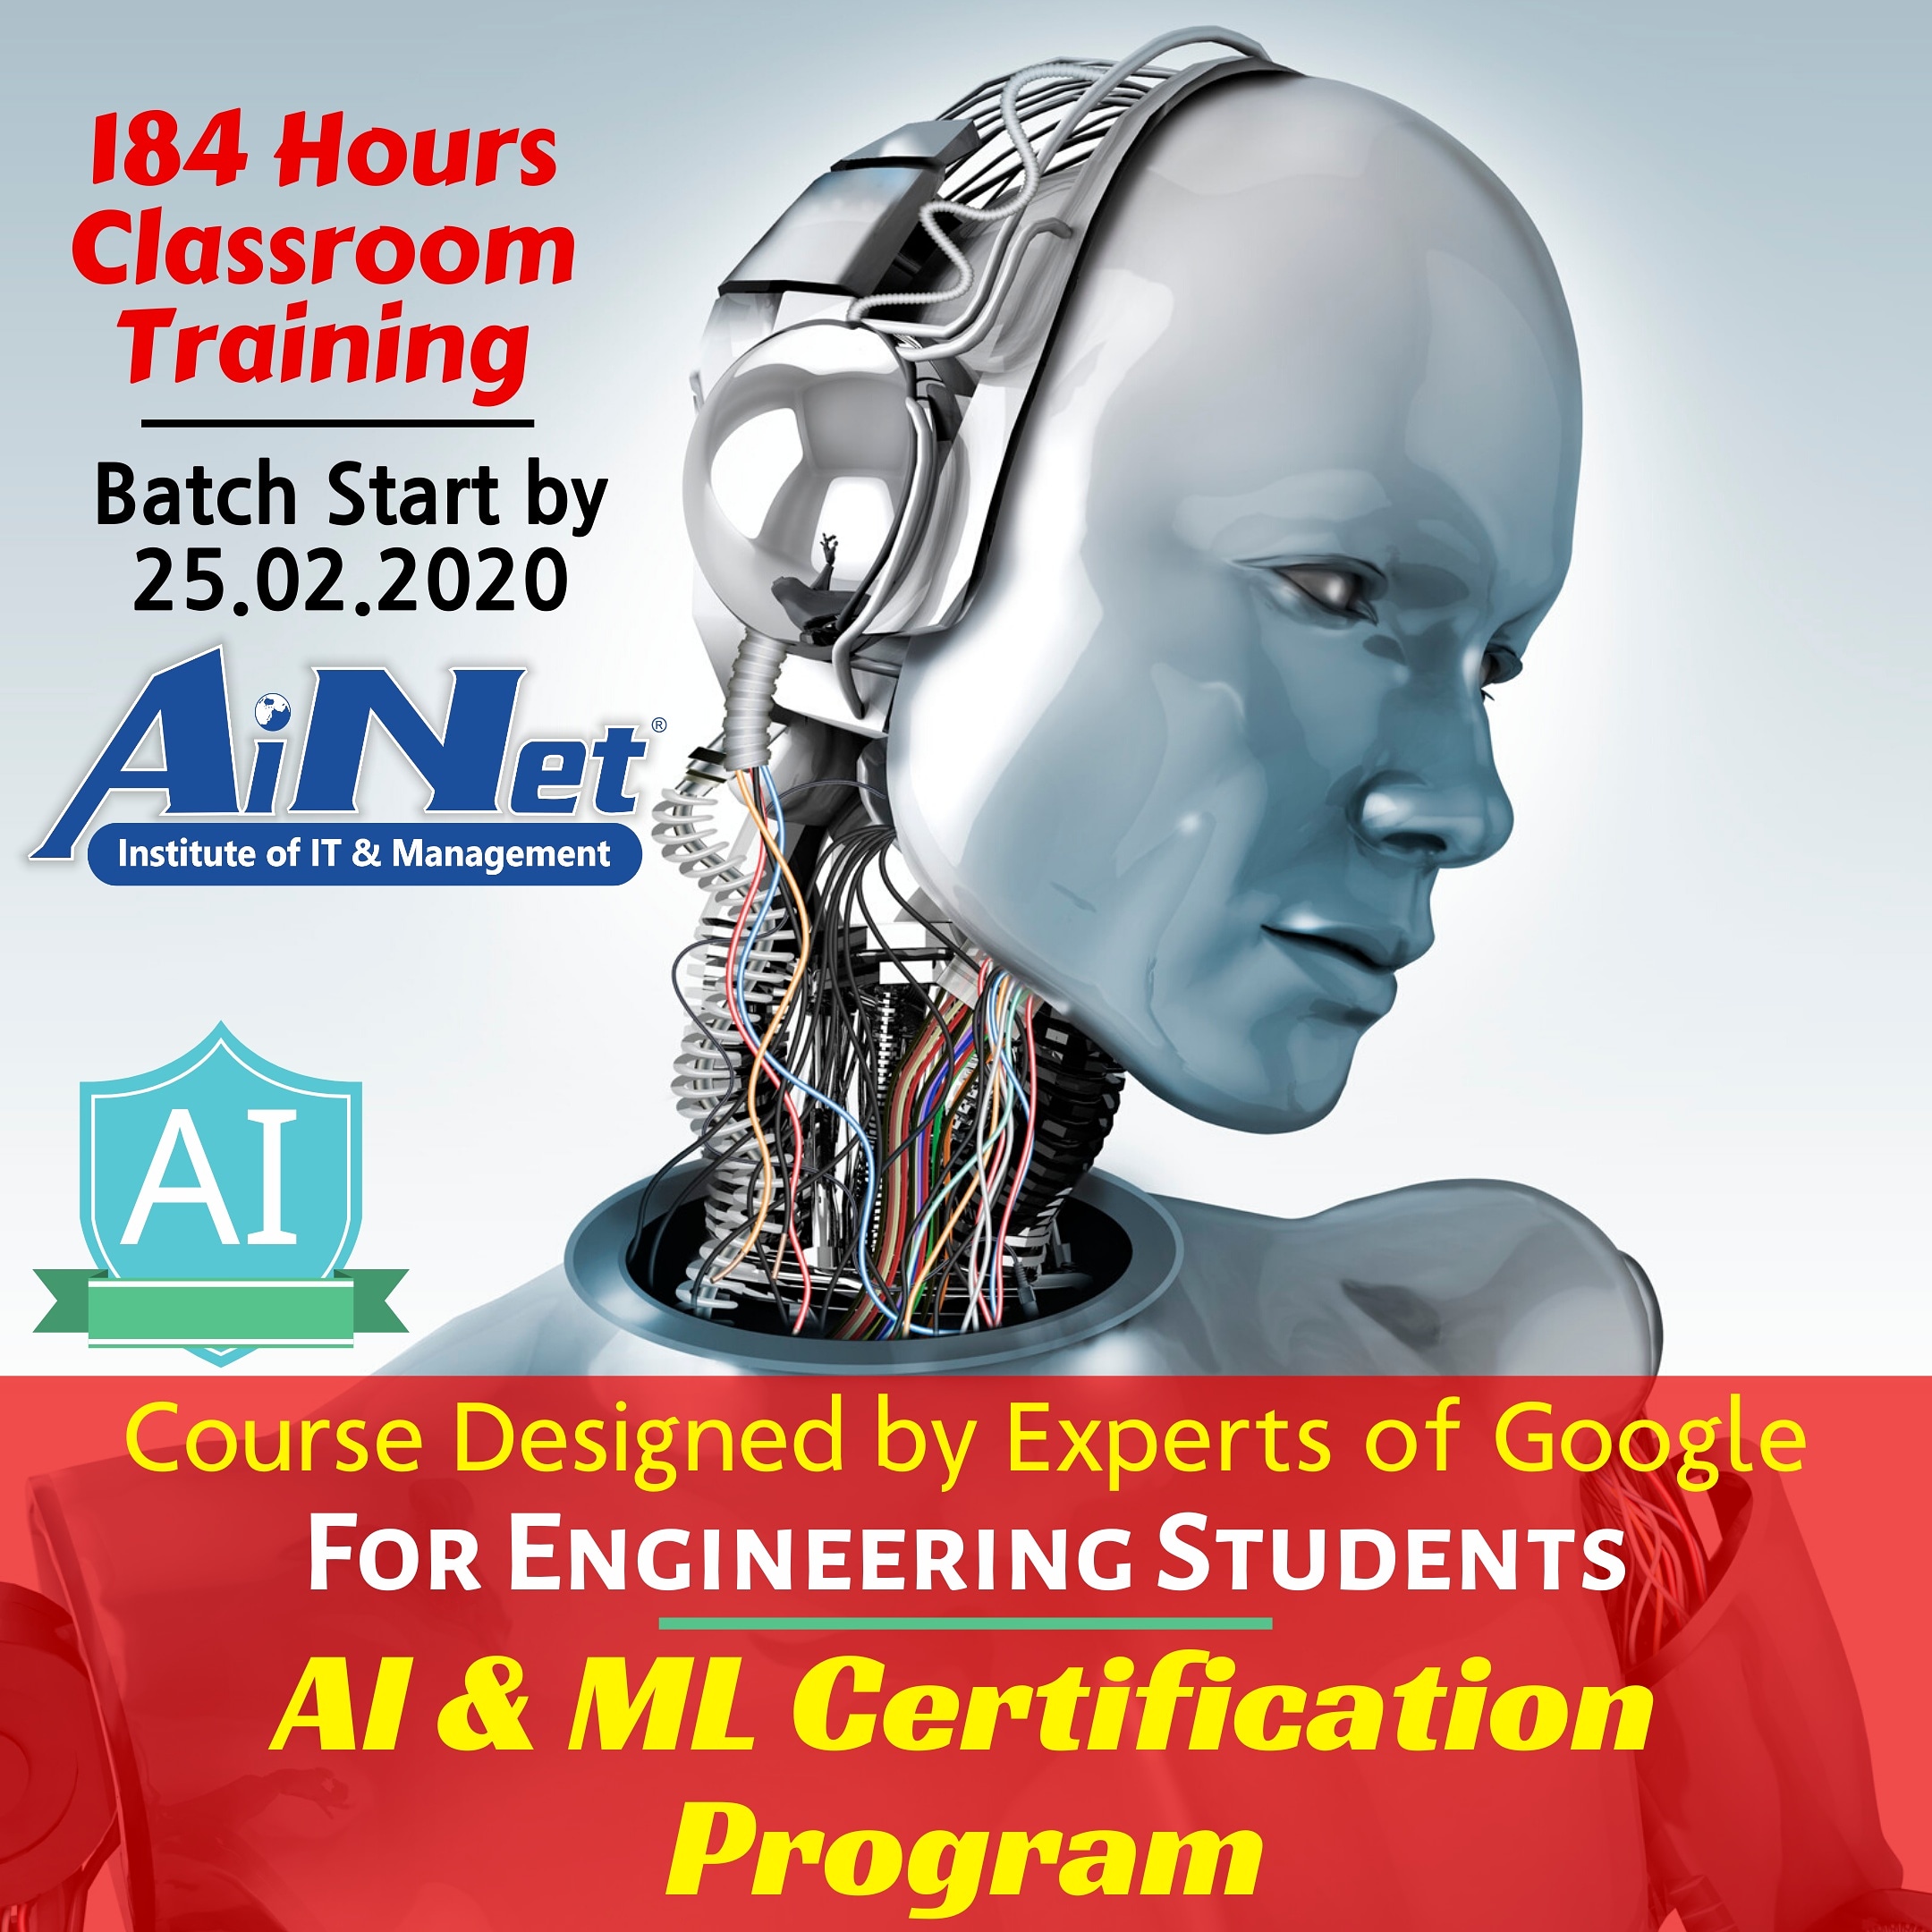 184 Hours
Classroom
Training
Batch Start by
25.02.2020
AiNet®
Institute of IT & Management
AI
Course Designed by Experts of Google
For Engineering Students
AI & ML Certification
Program